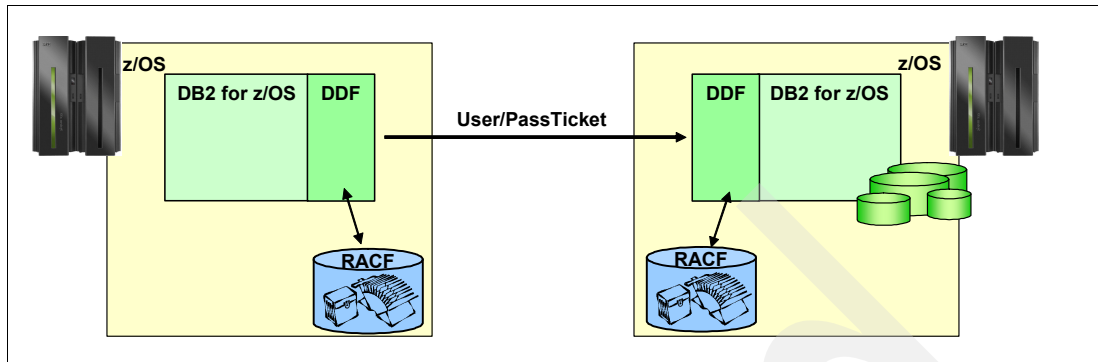 z/OS
DB2 for z/OS
DDF
RACF
User/PassTicket
z/OS
DDF
DB2 for z/OS
RACF